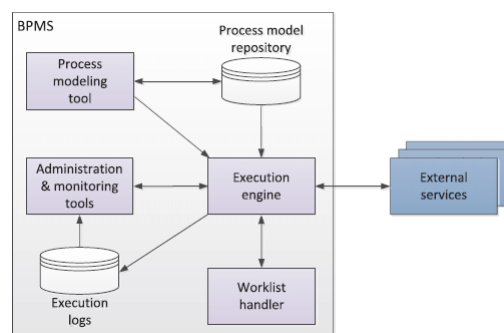 BPMS
Process model
repository
Process
modeling
tool
Administration
& monitoring
tools
Execution
engine
External
services
Execution
logs
Worklist
handler